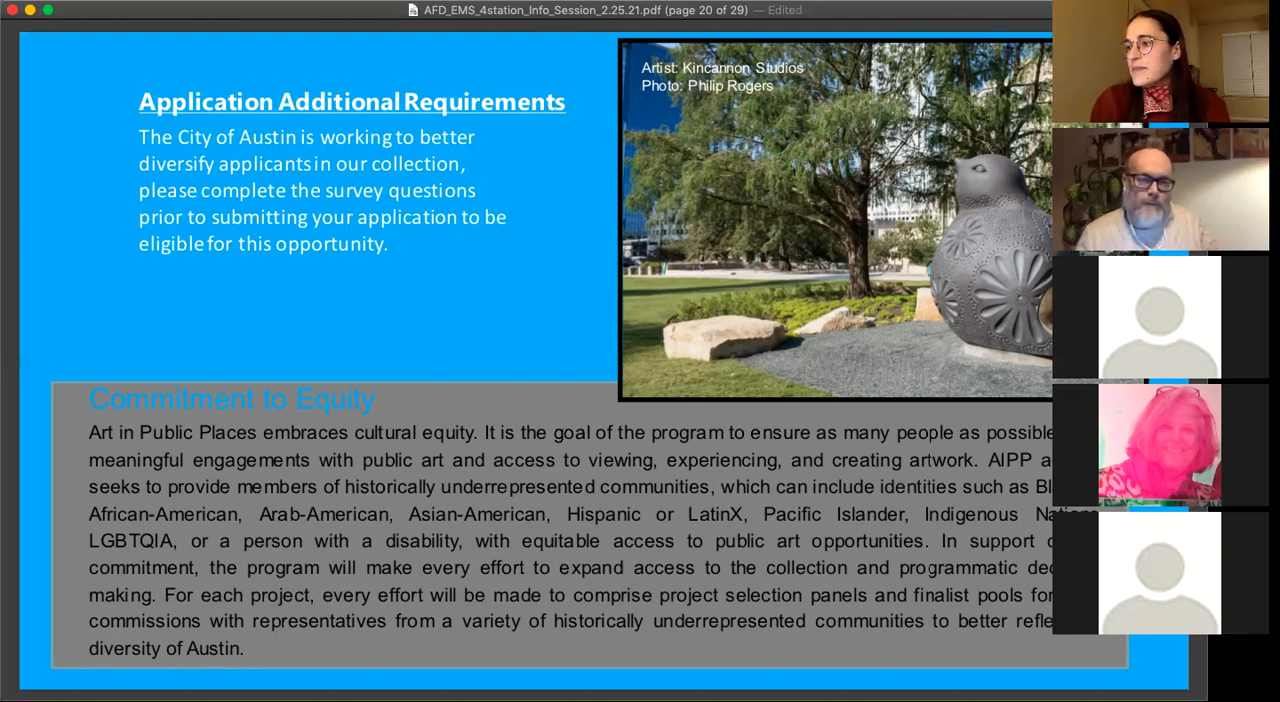 AFD_EMS_4station_Info_Session_2.25.21.pdf (page 20 of 29) — Edited
Application Additional Requirements
The City of Austin is working to better
diversify applicants in our collection,
please complete the survey questions
prior to submitting your application to be
eligible for this opportunity.
Artist: Kincannon Studios
Photo: Philip Rogers
Commitment to Equity
Art in Public Places embraces cultural equity. It is the goal of the program to ensure as many people as possible
meaningful engagements with public art and access to viewing, experiencing, and creating artwork. AIPP
seeks to provide members of historically underrepresented communities, which can include identities such as
African-American, Arab-American, Asian-American, Hispanic or LatinX, Pacific Islander, Indigenous
LGBTQIA, or a person with a disability, with equitable access to public art opportunities. In support
commitment, the program will make every effort to expand access to the collection and programmatic
making. For each project, every effort will be made to comprise project selection panels and finalist pools for
commissions with representatives from a variety of historically underrepresented communities to better
diversity of Austin.